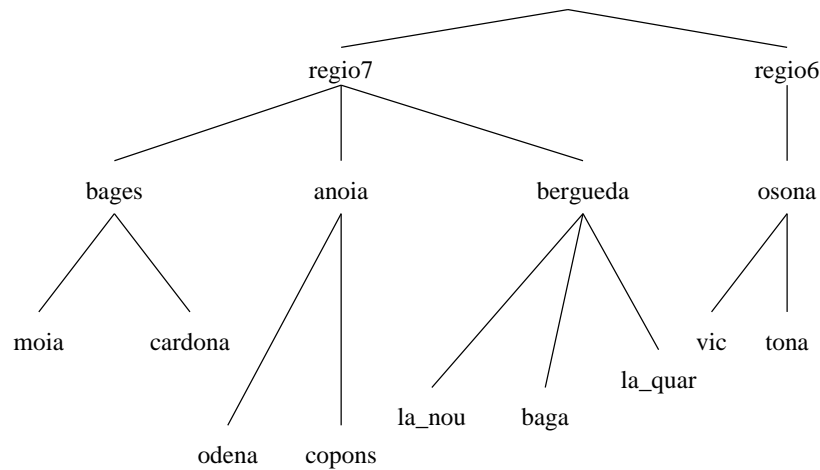 regio7 regio6
bages anoia bergueda osona
moia cardona vic tona
la_quar
la_nou baga
odena copons